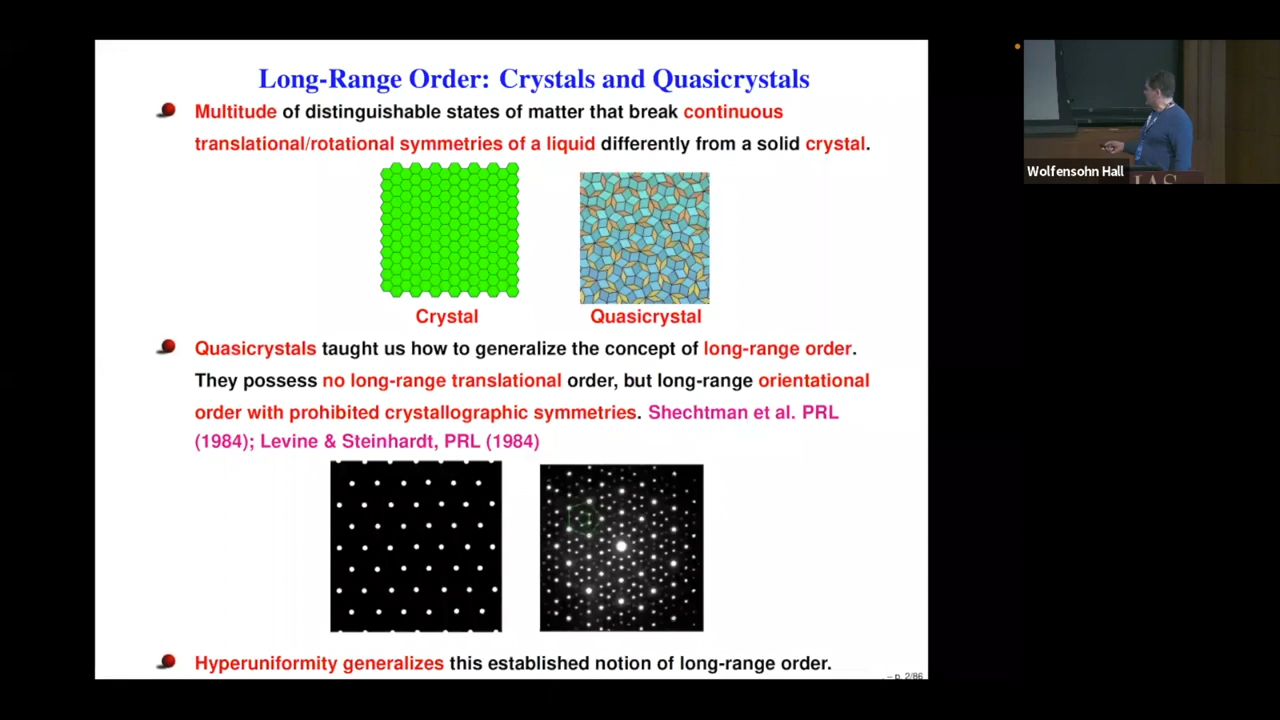 Long-Range Order: Crystals and Quasicrystals
Multitude of distinguishable states of matter that break continuous
translational/rotational symmetries of a liquid differently from a solid crystal.
Crystal
Quasicrystal
Quasicrystals taught us how to generalize the concept of long-range order.
They possess no long-range translational order, but long-range orientational
order with prohibited crystallographic symmetries. Shechtman et al. PRL
(1984); Levine & Steinhardt, PRL (1984)
Hyperuniformity generalizes this established notion of long-range order.
– p. 2/86
Wolfensohn Hall
IAS